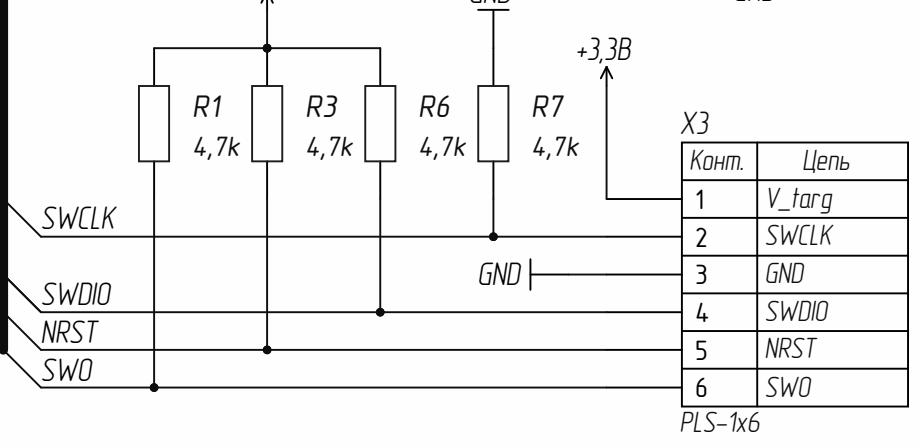 +3,3В
R1
4,7k
R3
4,7k
R6
4,7k
R7
4,7k
X3
Конт.
Цепь
1
V_targ
SWCLK
2
SWCLK
GND
3
GND
SWDIO
4
SWDIO
NRST
5
NRST
SWO
6
SWO
PLS-1x6